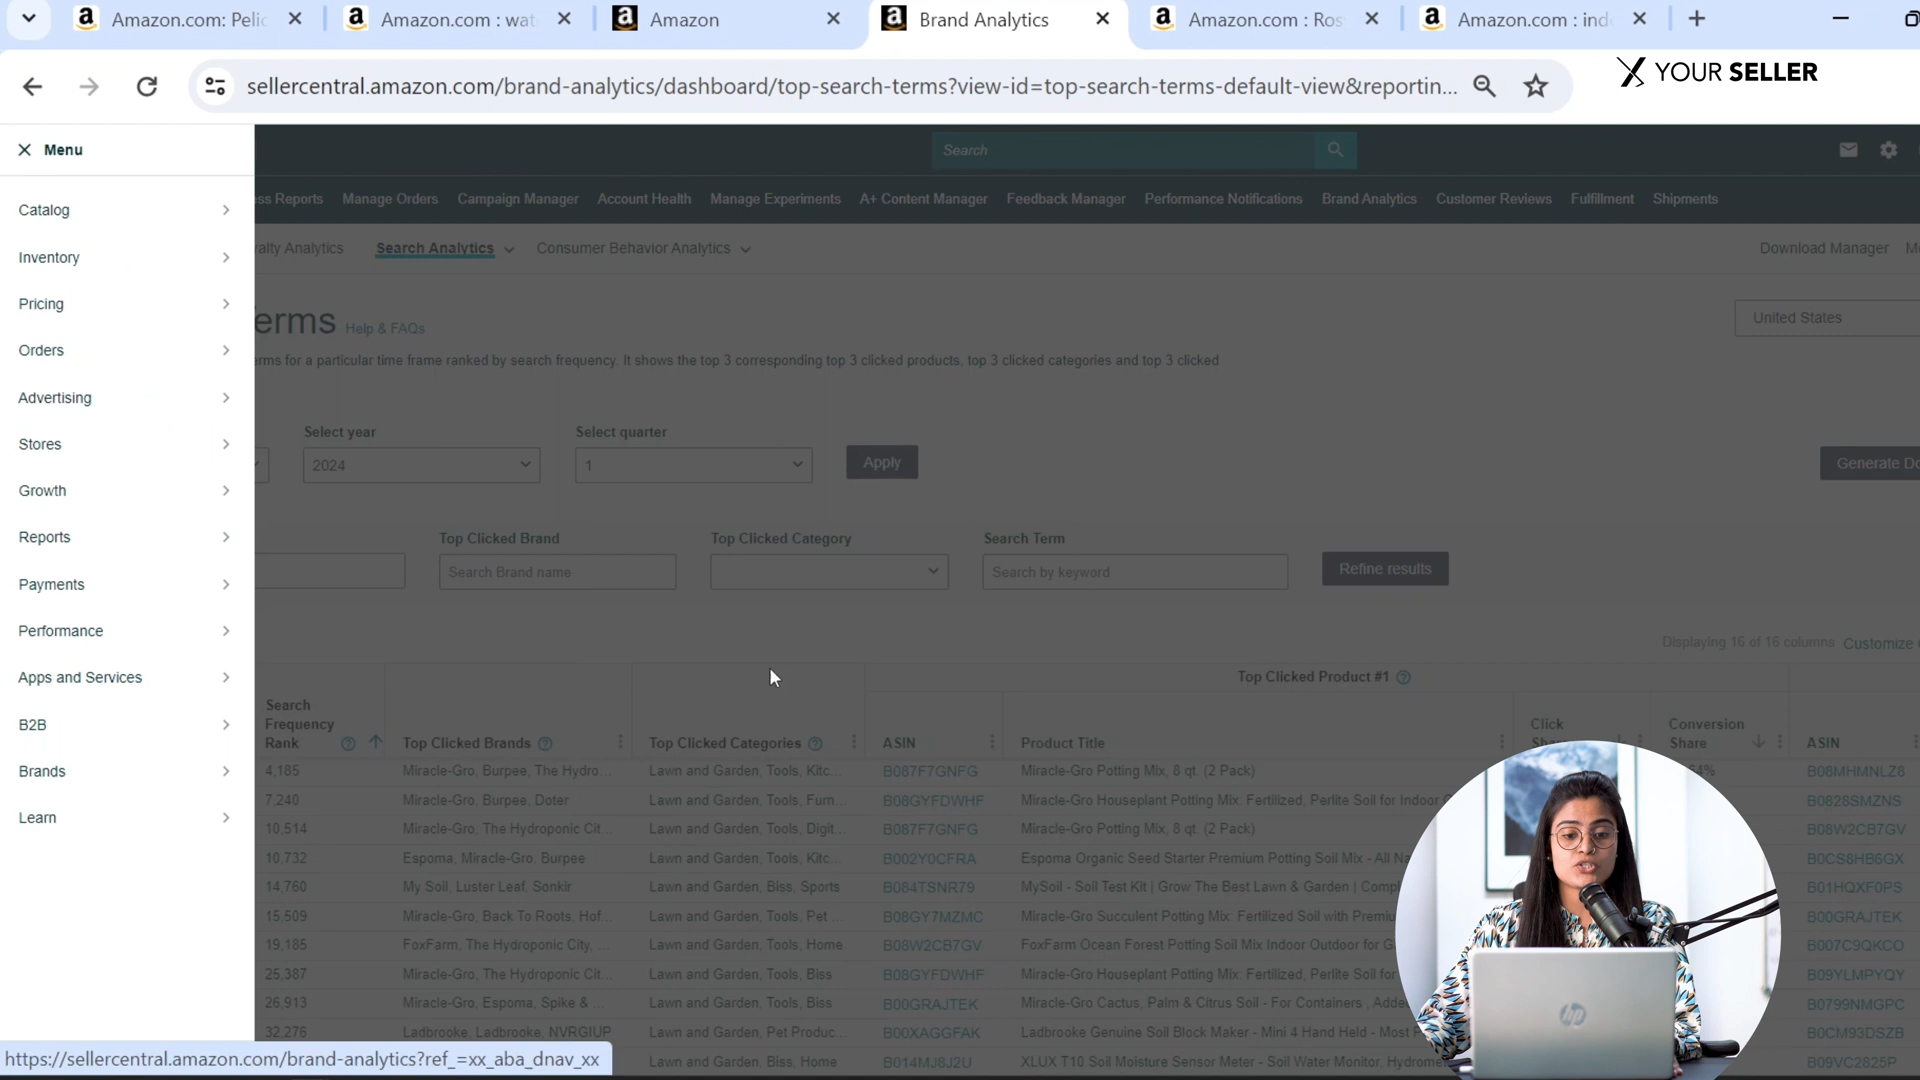 Amazon.com: Pelic
Amazon.com : wat
Amazon
Brand Analytics
Amazon.com : Ros
Amazon.com : ind
sellercentral.amazon.com/brand-analytics/dashboard/top-search-terms?view-id=top-search-terms-default-view&reportin...
YOUR SELLER
Menu
Search
Catalog
Inventory
Pricing
Orders
Advertising
Stores
Growth
Reports
Payments
Performance
Apps and Services
B2B
Brands
Learn
ss Reports Manage Orders Campaign Manager Account Health Manage Experiments A+ Content Manager Feedback Manager Performance Notifications Brand Analytics Customer Reviews Fulfillment Shipments
yalty Analytics Search Analytics Consumer Behavior Analytics Download Manager
erms Help & FAQs
United States
erms for a particular time frame ranked by search frequency. It shows the top 3 corresponding top 3 clicked products, top 3 clicked categories and top 3 clicked
Select year Select quarter
2024 1 Apply Generate Do
Top Clicked Brand Top Clicked Category Search Term
Search Brand name Search by keyword Refine results
Displaying 16 of 16 columns Customize
Top Clicked Product #1
Search Frequency Rank Top Clicked Brands Top Clicked Categories ASIN Product Title Click Share Conversion Share ASIN
4,185 Miracle-Gro, Burpee, The Hydro... Lawn and Garden, Tools, Kitc... B087F7GNFG Miracle-Gro Potting Mix, 8 qt. (2 Pack) 4% B08MHMNLZ8
7,240 Miracle-Gro, Burpee, Doter Lawn and Garden, Tools, Furn... B08GYFDWHF Miracle-Gro Houseplant Potting Mix: Fertilized, Perlite Soil for Indoor B0828SMZNS
10,514 Miracle-Gro, The Hydroponic Cit... Lawn and Garden, Tools, Digit... B087F7GNFG Miracle-Gro Potting Mix, 8 qt. (2 Pack) B08W2CB7GV
10,732 Espoma, Miracle-Gro, Burpee Lawn and Garden, Tools, Kitc... B002Y0CFRA Espoma Organic Seed Starter Premium Potting Soil Mix - All Na B0CS8HB6GX
14,760 My Soil, Luster Leaf, Sonkir Lawn and Garden, Biss, Sports B084TSNR79 MySoil - Soil Test Kit | Grow The Best Lawn & Garden | Compl B01HQXF0PS
15,509 Miracle-Gro, Back To Roots, Hof... Lawn and Garden, Tools, Pet ... B08GY7MZMC Miracle-Gro Succulent Potting Mix: Fertilized Soil with Premiu B00GRAJTEK
19,185 FoxFarm, The Hydroponic City, ... Lawn and Garden, Tools, Home B08W2CB7GV FoxFarm Ocean Forest Potting Soil Mix Indoor Outdoor for G B007C9QKCO
25,387 Miracle-Gro, The Hydroponic Cit... Lawn and Garden, Tools, Biss B08GYFDWHF Miracle-Gro Houseplant Potting Mix: Fertilized, Perlite Soil for B09YLMPYQY
26,913 Miracle-Gro, Espoma, Spike & ... Lawn and Garden, Tools, Biss B00GRAJTEK Miracle-Gro Cactus, Palm & Citrus Soil - For Containers , Adde B0799NMGPC
32,276 Ladbrooke, Ladbrooke, NVRGIUP Lawn and Garden, Pet Produc... B00XAGGFAK Ladbrooke Genuine Soil Block Maker - Mini 4 Hand Held - Most B0CM93DSZB
Lawn and Garden, Biss, Home B014MJ8J2U XLUX T10 Soil Moisture Sensor Meter - Soil Water Monitor, Hydrome B09VC2825P
https://sellercentral.amazon.com/brand-analytics?ref_=xx_aba_dnav_xx
hp